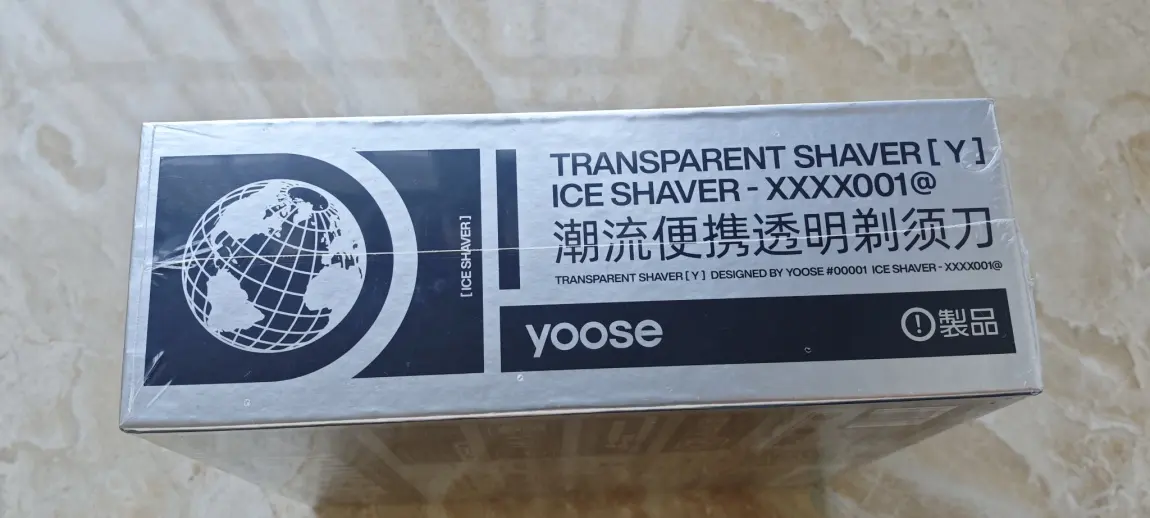 [ICE SHAVER]
TRANSPARENT SHAVER [ Y ]
ICE SHAVER - XXXX001@
潮流便携透明剃须刀
TRANSPARENT SHAVER [ Y ] DESIGNED BY YOOSE #00001 ICE SHAVER - XXXX001@
yoose
! 製品